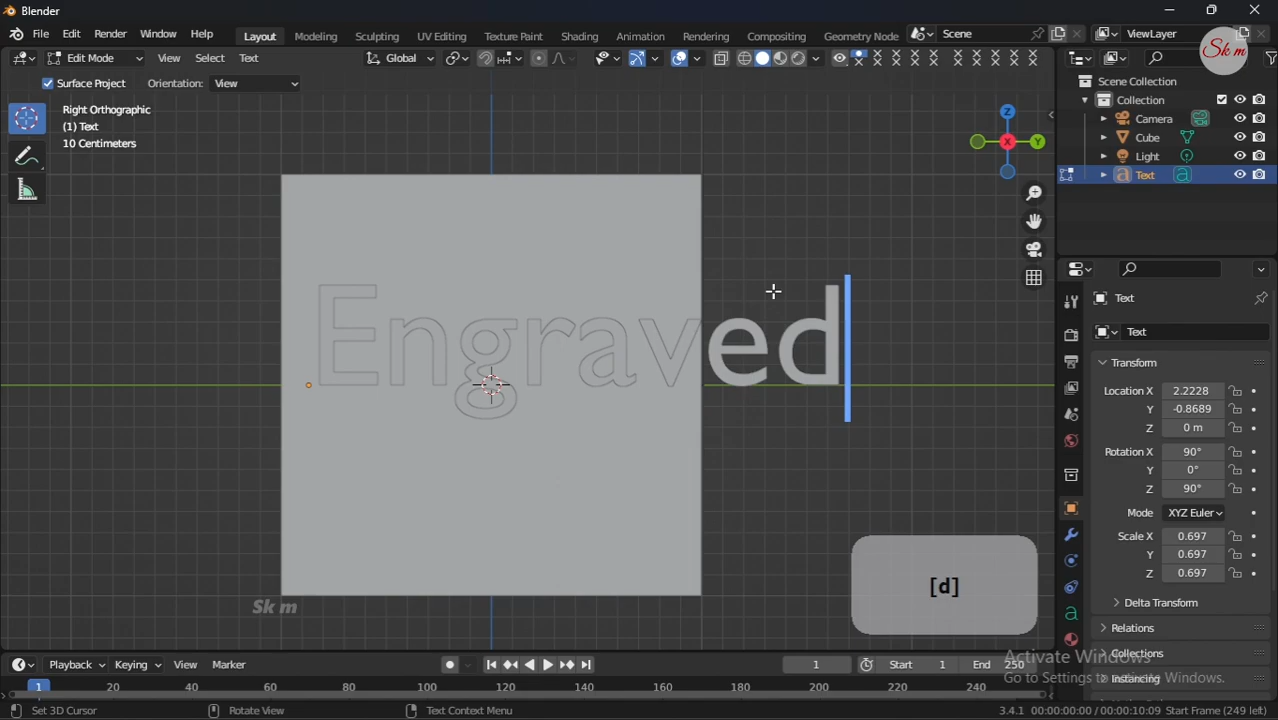 Blender
File Edit Render Window Help Layout Modeling Sculpting UV Editing Texture Paint Shading Animation Rendering Compositing Geometry Node Scene ViewLayer
Sk m
Edit Mode View Select Text Global
Surface Project Orientation: View
Right Orthographic
(1) Text
10 Centimeters
Z
X
Y
Engraved
Sk m
[d]
Scene Collection
Collection
Camera
Cube
Light
Text
Text
Text
Transform
Location X 2.2228
Y -0.8689
Z 0 m
Rotation X 90°
Y 0°
Z 90°
Mode XYZ Euler
Scale X 0.697
Y 0.697
Z 0.697
Delta Transform
Relations
Collections
Instancing
Activate Windows
Go to Settings to activate Windows.
Playback Keying View Marker 1 Start 1 End 250
1 20 40 60 80 100 120 140 160 180 200 220 240
Set 3D Cursor Rotate View Text Context Menu 3.4.1 00:00:00:00 / 00:00:10:09 Start Frame (249 left)